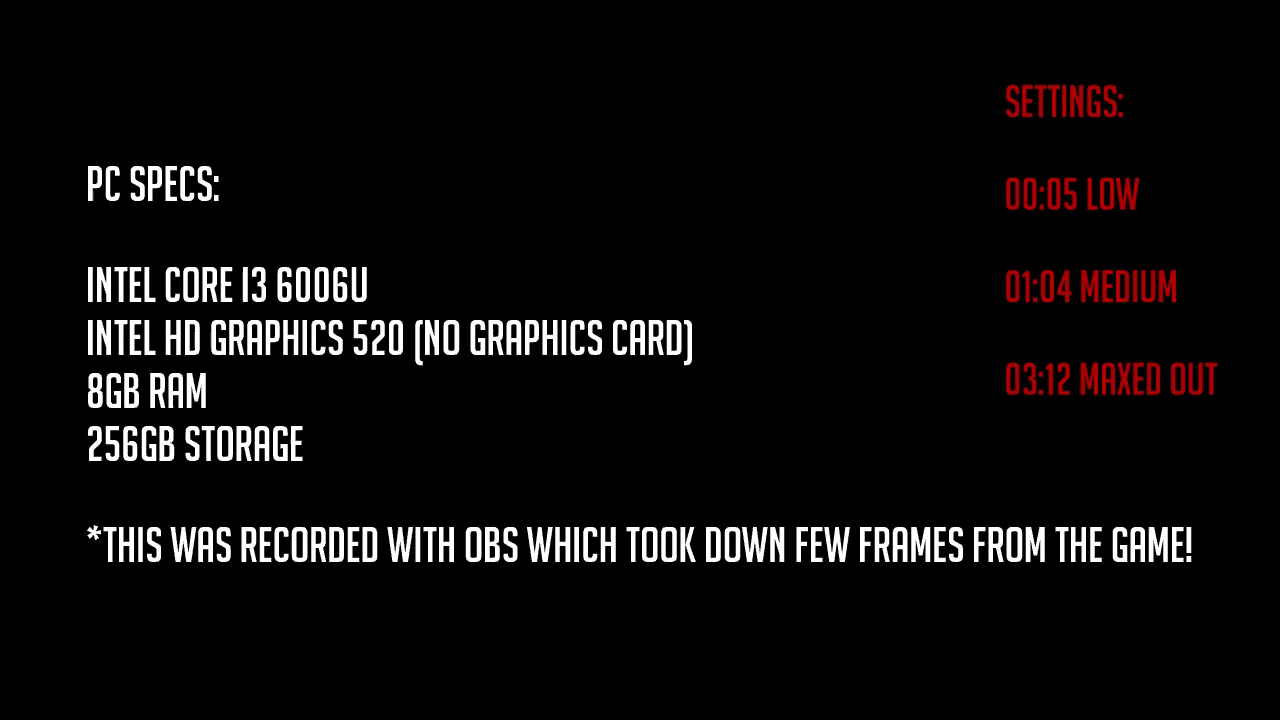 PC SPECS:
INTEL CORE I3 6006U
INTEL HD GRAPHICS 520 (NO GRAPHICS CARD)
8GB RAM
256GB STORAGE
*THIS WAS RECORDED WITH OBS WHICH TOOK DOWN FEW FRAMES FROM THE GAME!
SETTINGS:
00:05 LOW
01:04 MEDIUM
03:12 MAXED OUT